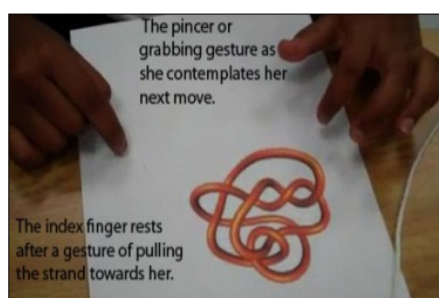 The pincer or
grabbing gesture as
she contemplates her
next move.
The index finger rests
after a gesture of pulling
the strand towards her.